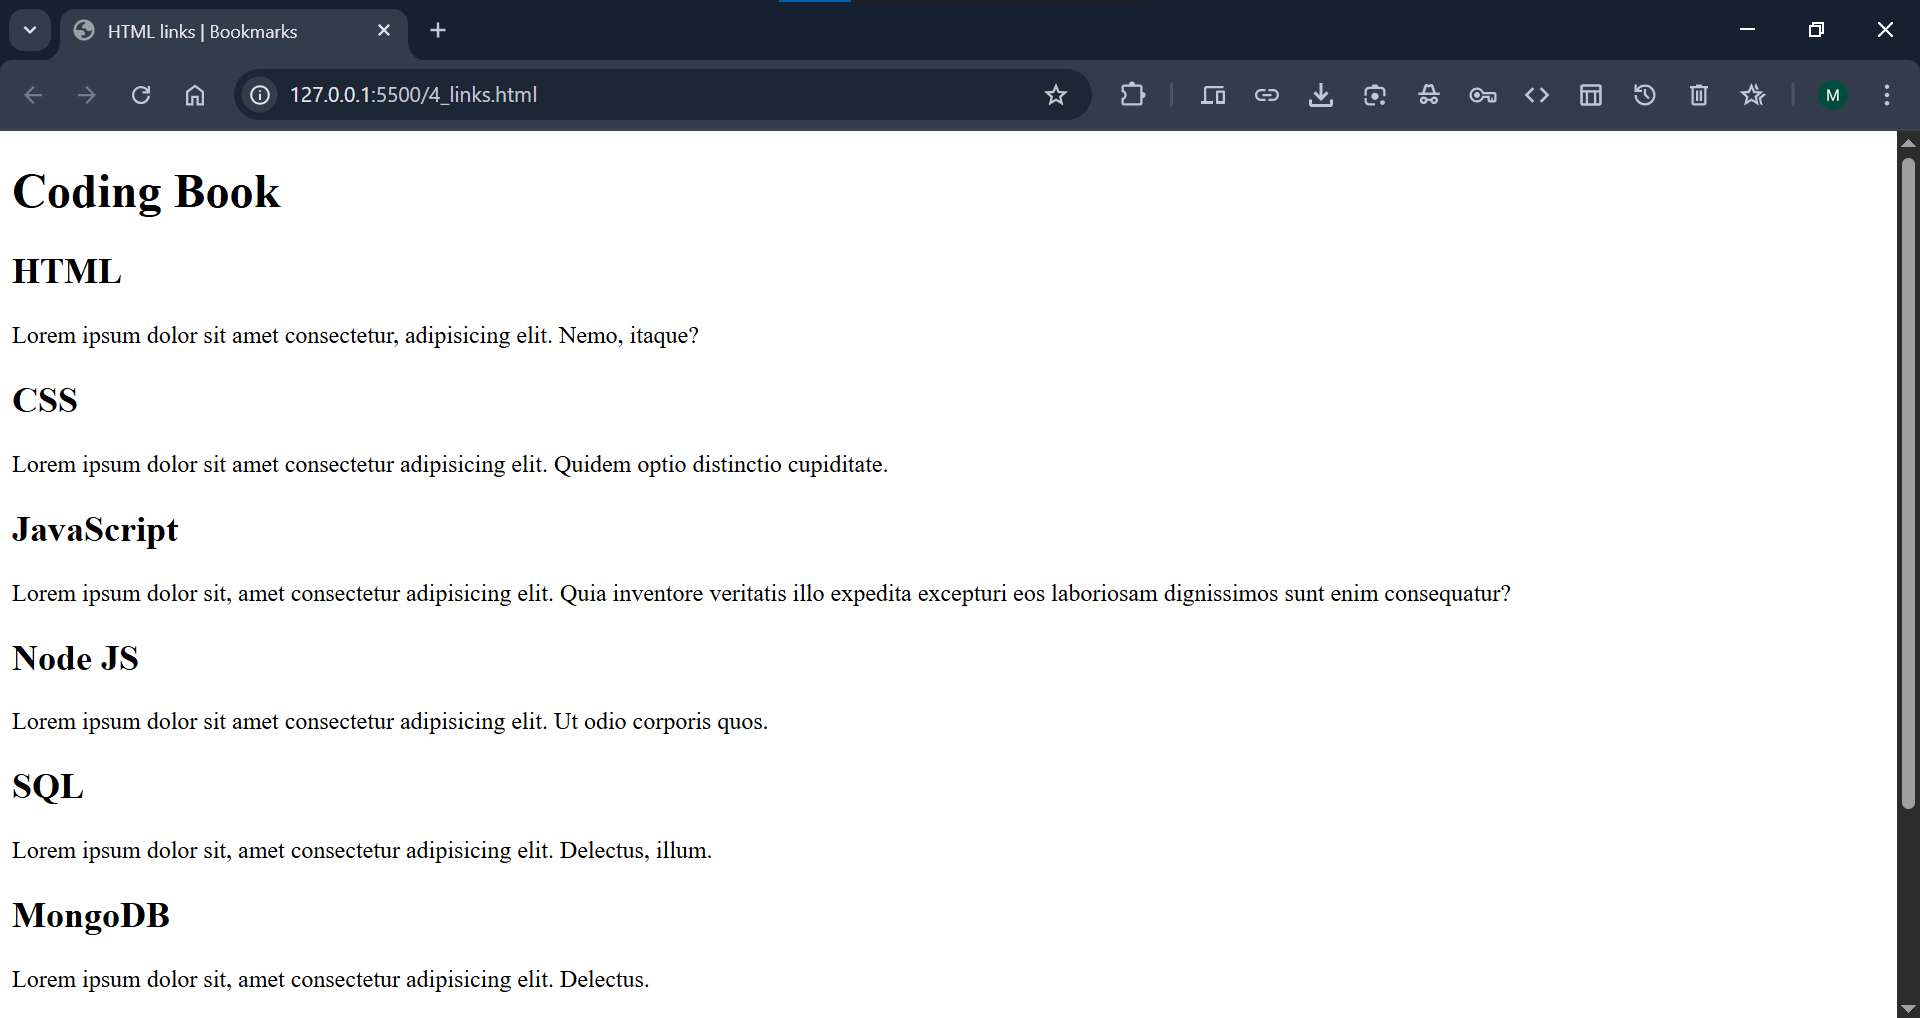 HTML links | Bookmarks
127.0.0.1:5500/4_links.html
M
Coding Book
HTML
Lorem ipsum dolor sit amet consectetur, adipisicing elit. Nemo, itaque?
CSS
Lorem ipsum dolor sit amet consectetur adipisicing elit. Quidem optio distinctio cupiditate.
JavaScript
Lorem ipsum dolor sit, amet consectetur adipisicing elit. Quia inventore veritatis illo expedita excepturi eos laboriosam dignissimos sunt enim consequatur?
Node JS
Lorem ipsum dolor sit amet consectetur adipisicing elit. Ut odio corporis quos.
SQL
Lorem ipsum dolor sit, amet consectetur adipisicing elit. Delectus, illum.
MongoDB
Lorem ipsum dolor sit, amet consectetur adipisicing elit. Delectus.